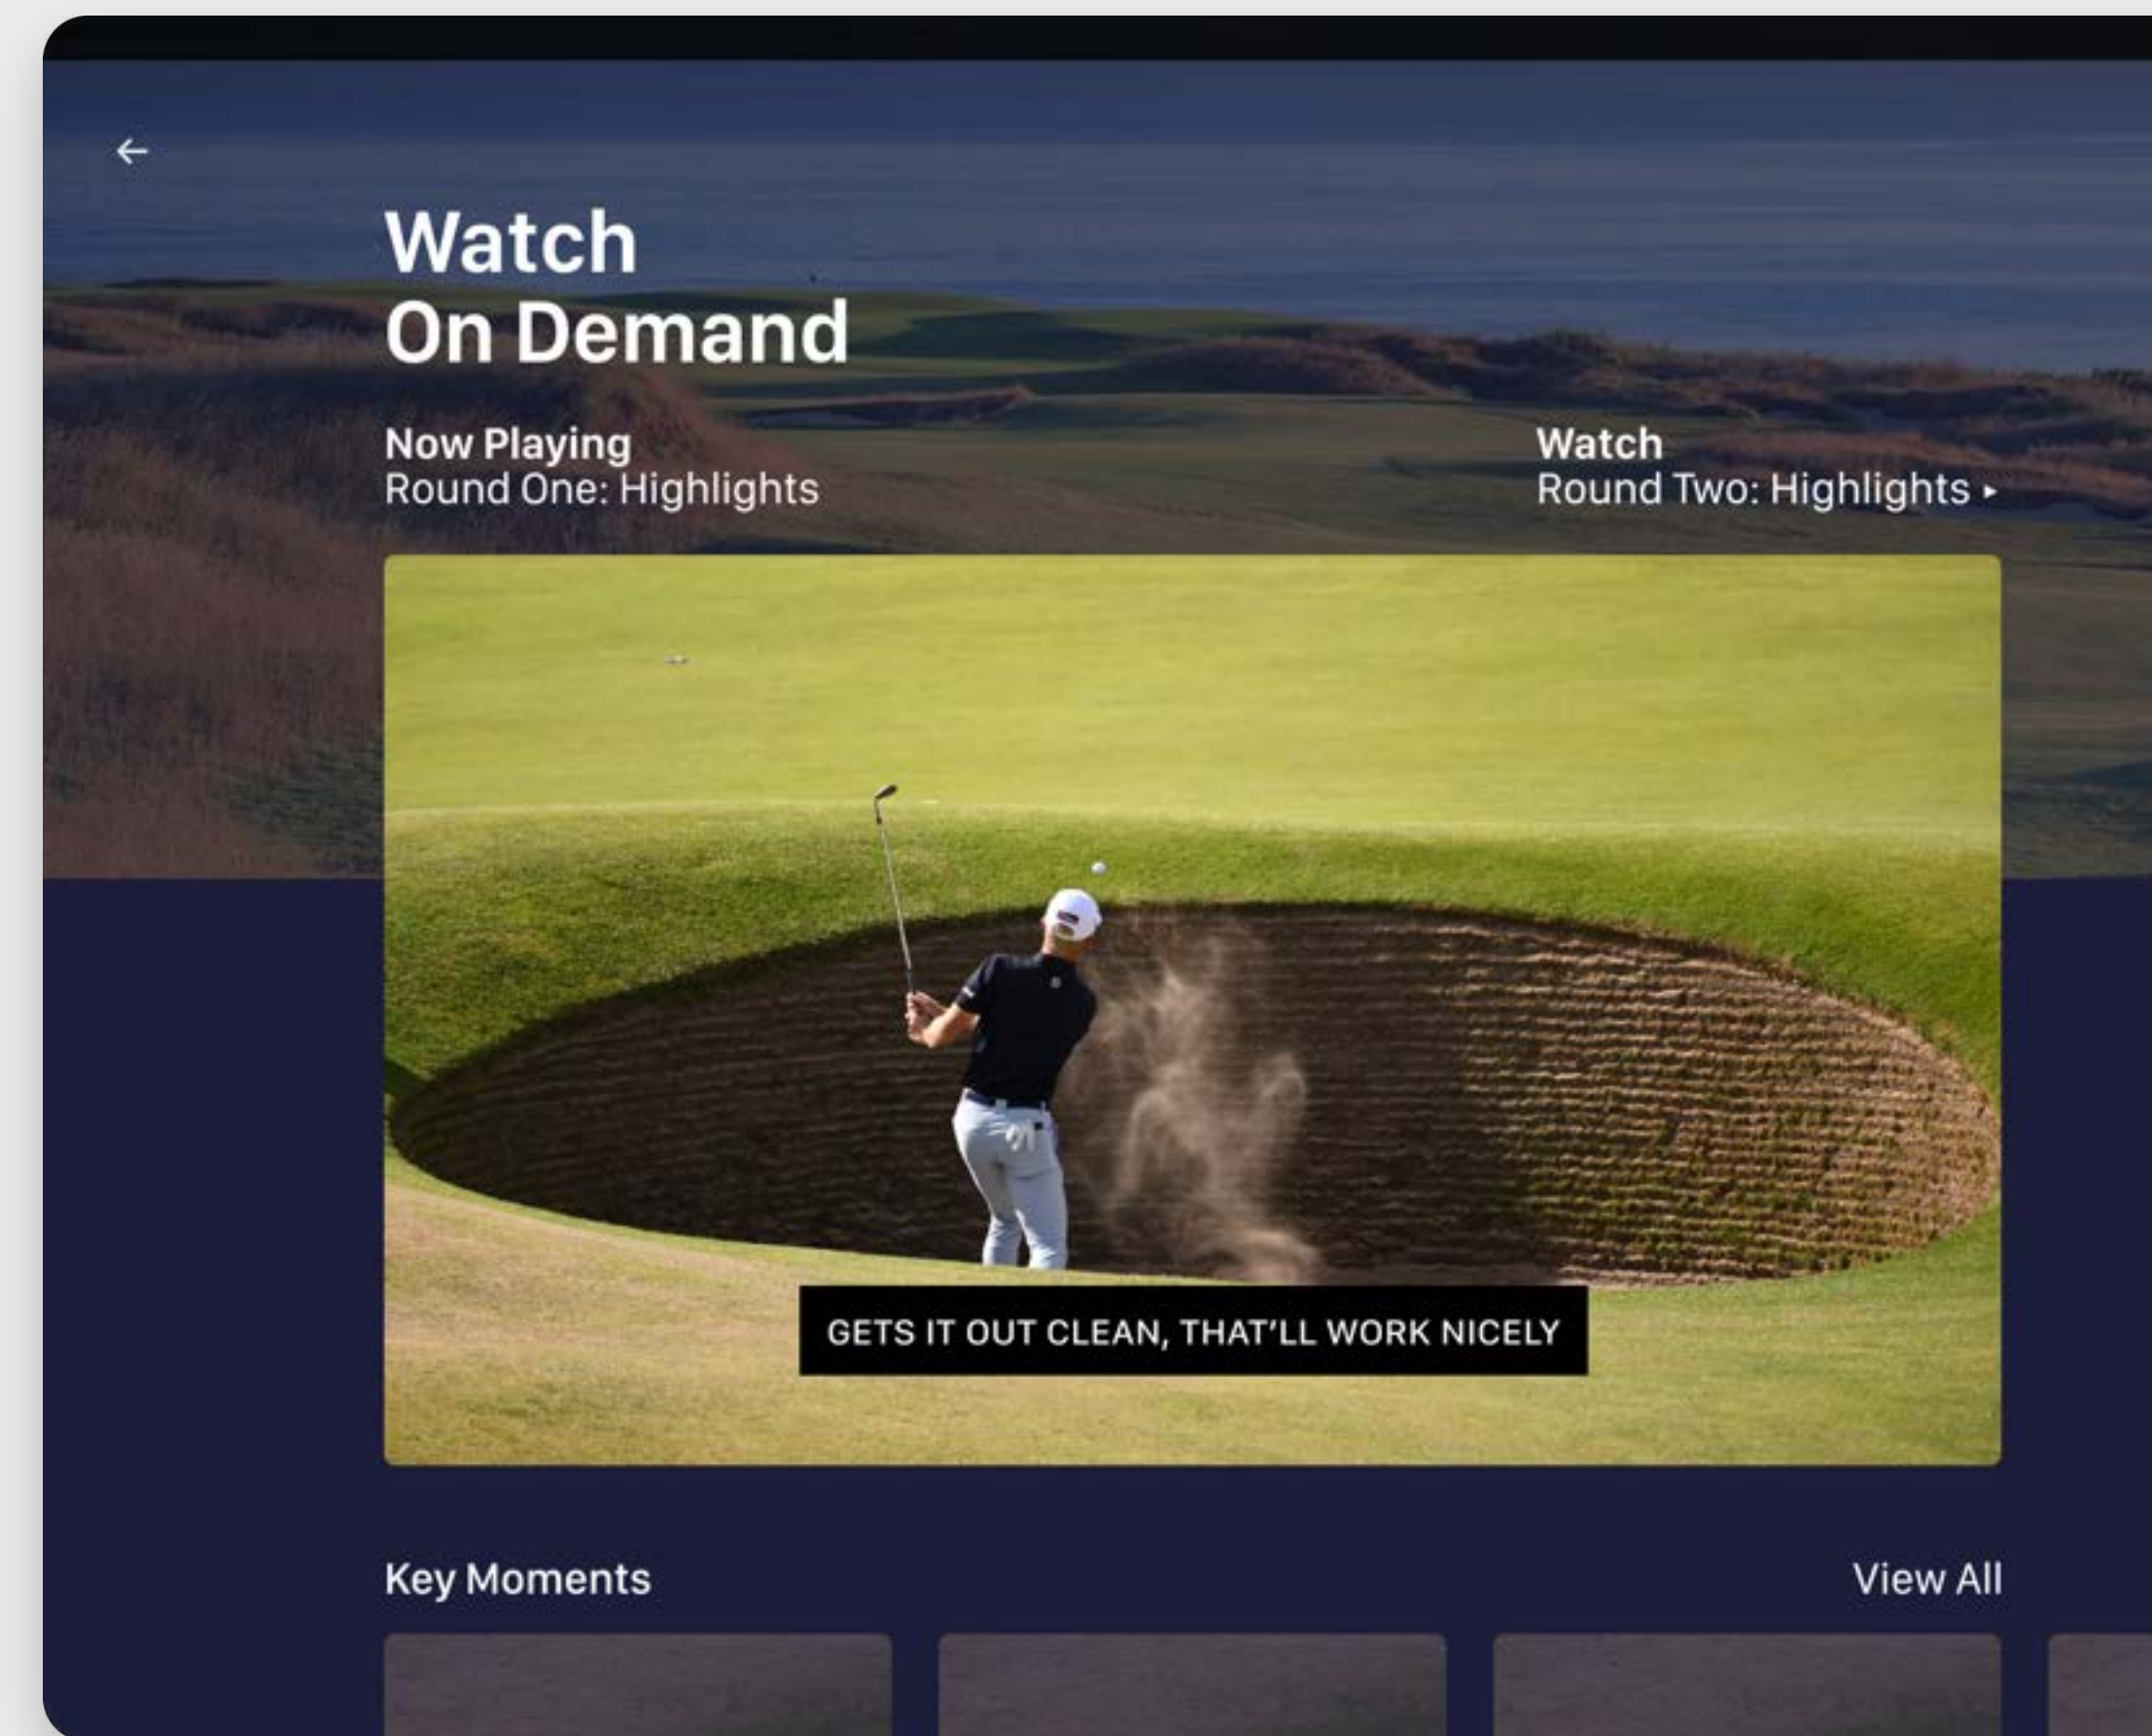 Watch
On Demand
Now Playing
Round One: Highlights
Watch
Round Two: Highlights ▸
GETS IT OUT CLEAN, THAT’LL WORK NICELY
Key Moments
View All